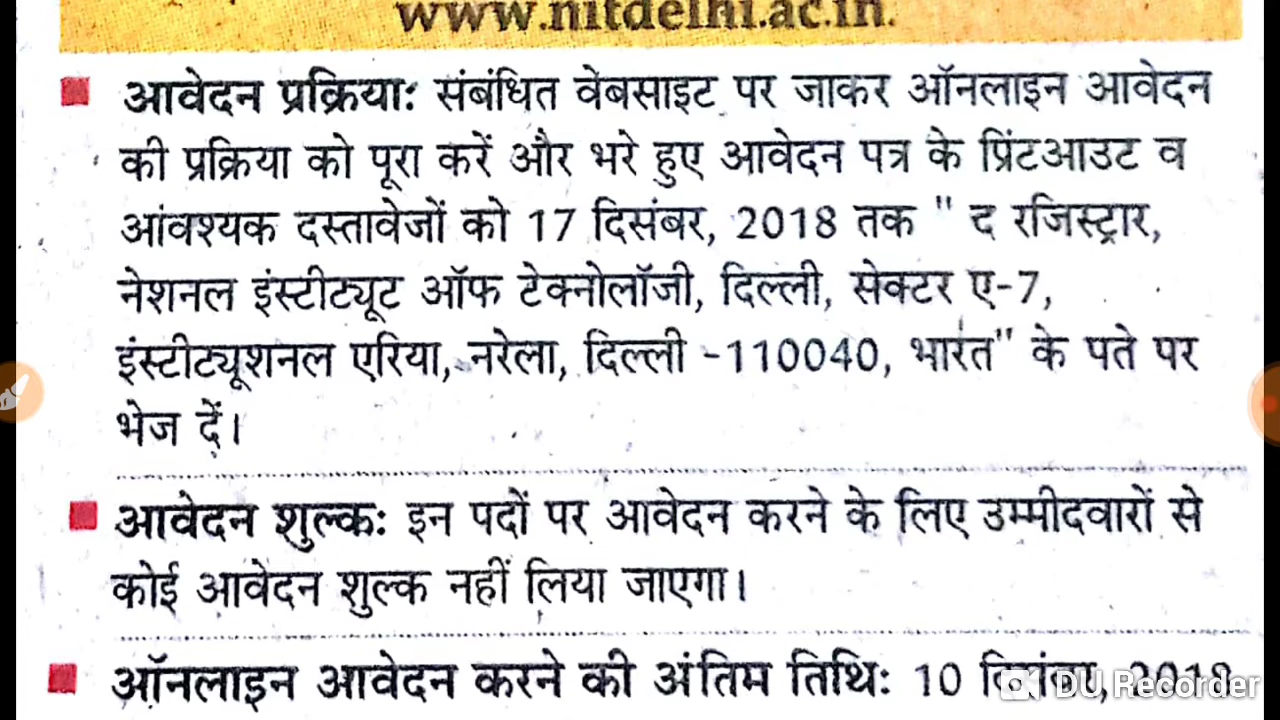 www.nitdelhi.ac.in.
आवेदन प्रक्रिया: संबंधित वेबसाइट पर जाकर ऑनलाइन आवेदन
की प्रक्रिया को पूरा करें और भरे हुए आवेदन पत्र के प्रिंटआउट व
आंवश्यक दस्तावेजों को 17 दिसंबर, 2018 तक " द रजिस्ट्रार,
नेशनल इंस्टीट्यूट ऑफ टेक्नोलॉजी, दिल्ली, सेक्टर ए-7,
इंस्टीट्यूशनल एरिया, नरेला, दिल्ली -110040, भारत" के पते पर
भेज दें।
आवेदन शुल्क: इन पदों पर आवेदन करने के लिए उम्मीदवारों से
कोई आवेदन शुल्क नहीं लिया जाएगा।
ऑनलाइन आवेदन करने की अंतिम तिथि: 10 दिसंबर, 2018
DU Recorder